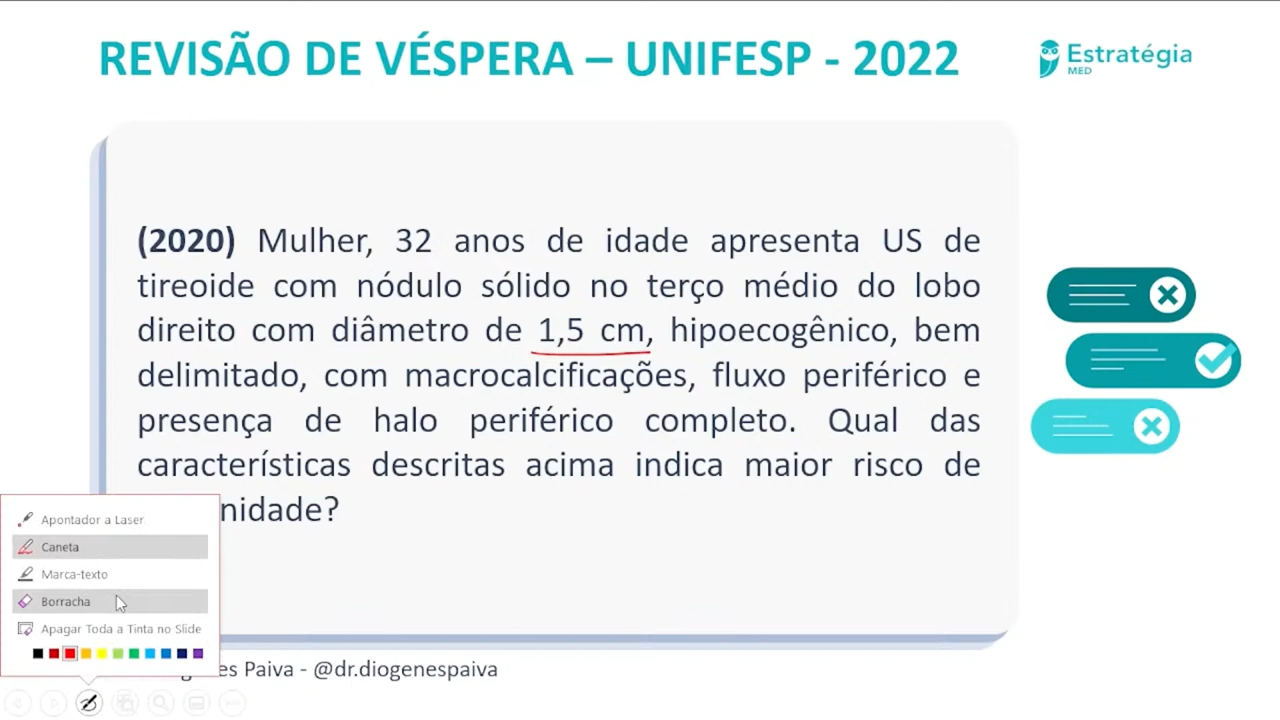 REVISÃO DE VÉSPERA – UNIFESP - 2022
Estratégia
MED
(2020) Mulher, 32 anos de idade apresenta US de
tireoide com nódulo sólido no terço médio do lobo
direito com diâmetro de 1,5 cm, hipoecogênico, bem
delimitado, com macrocalcificações, fluxo periférico e
presença de halo periférico completo. Qual das
características descritas acima indica maior risco de
nidade?
Apontador a Laser
Caneta
Marca-texto
Borracha
Apagar Toda a Tinta no Slide
es Paiva - @dr.diogenespaiva